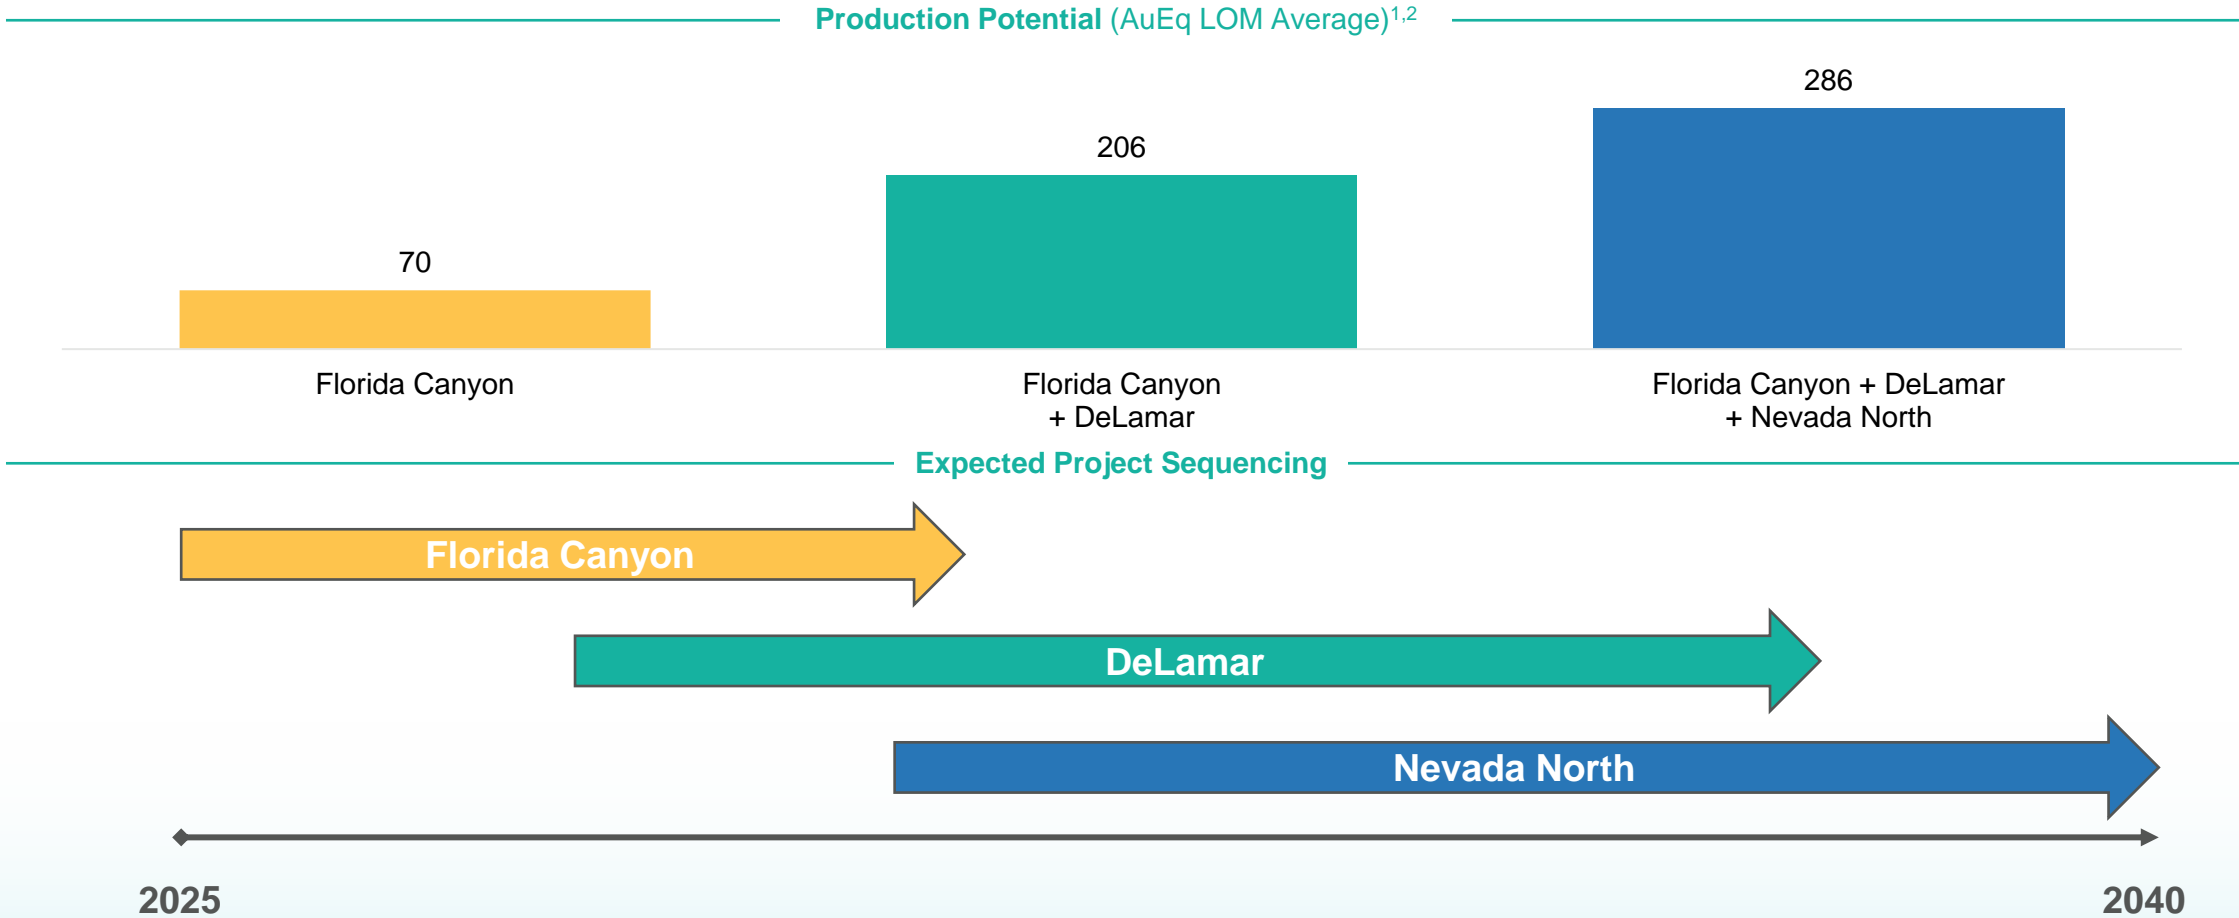 Production Potential (AuEq LOM Average)1,2
286
206
70
Florida Canyon
Florida Canyon
+ DeLamar
Florida Canyon + DeLamar
+ Nevada North
Expected Project Sequencing
Florida Canyon
DeLamar
Nevada North
2025
2040